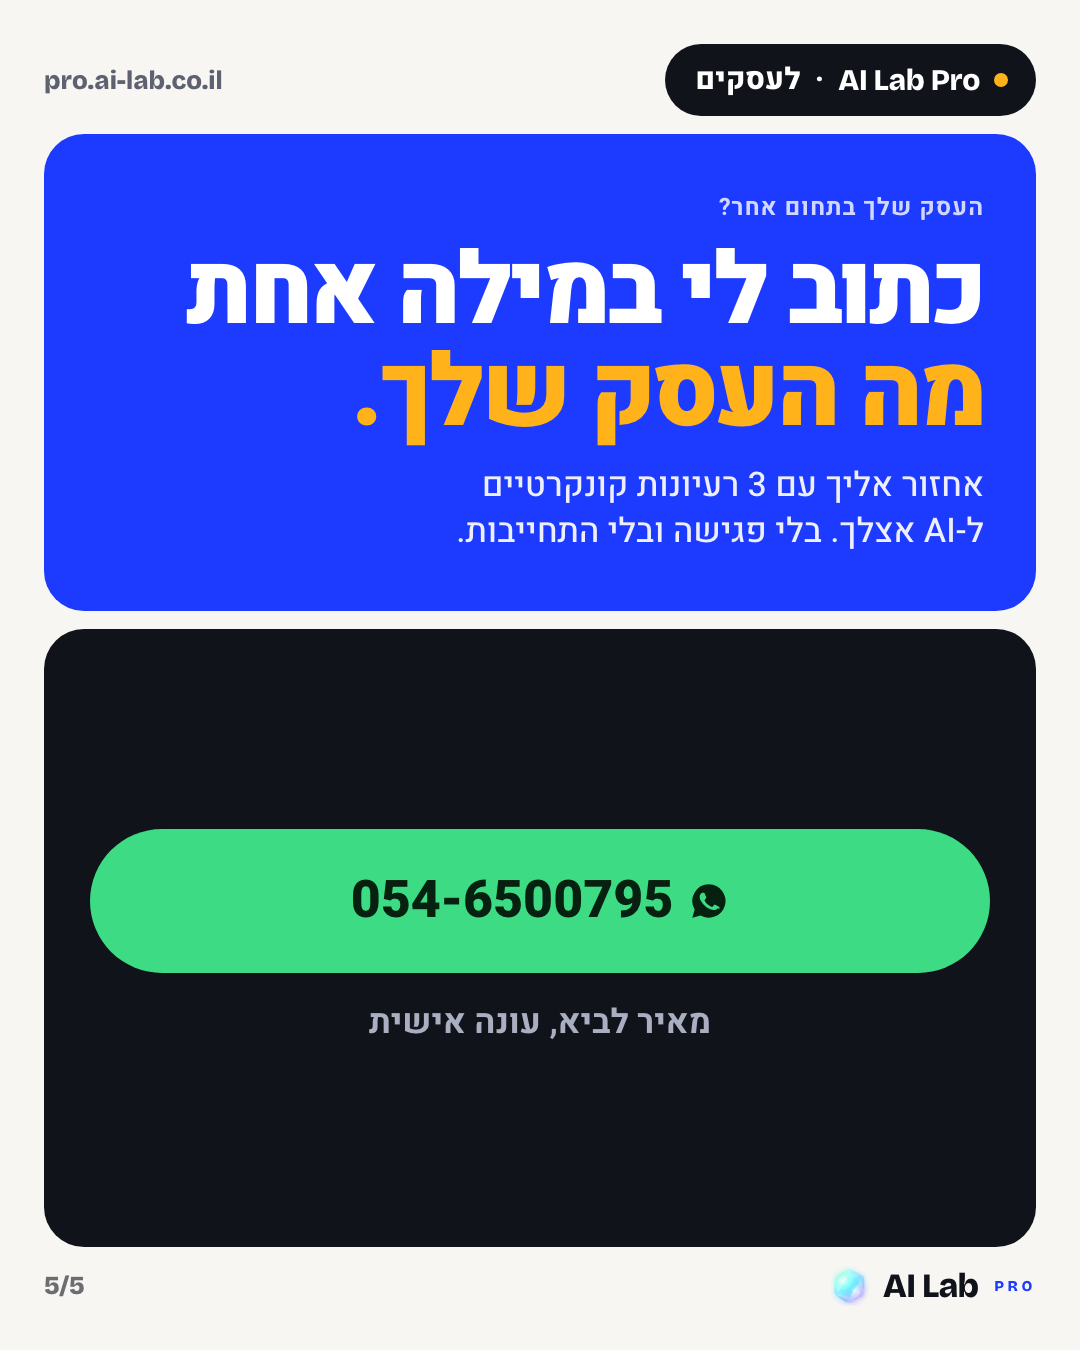 AI Lab Pro · לעסקים
pro.ai-lab.co.il
העסק שלך בתחום אחר?
כתוב לי במילה אחת
מה העסק שלך.
אחזור אליך עם 3 רעיונות קונקרטיים
ל-AI אצלך. בלי פגישה ובלי התחייבות.
054-6500795
מאיר לביא, עונה אישית
AI Lab PRO
5/5